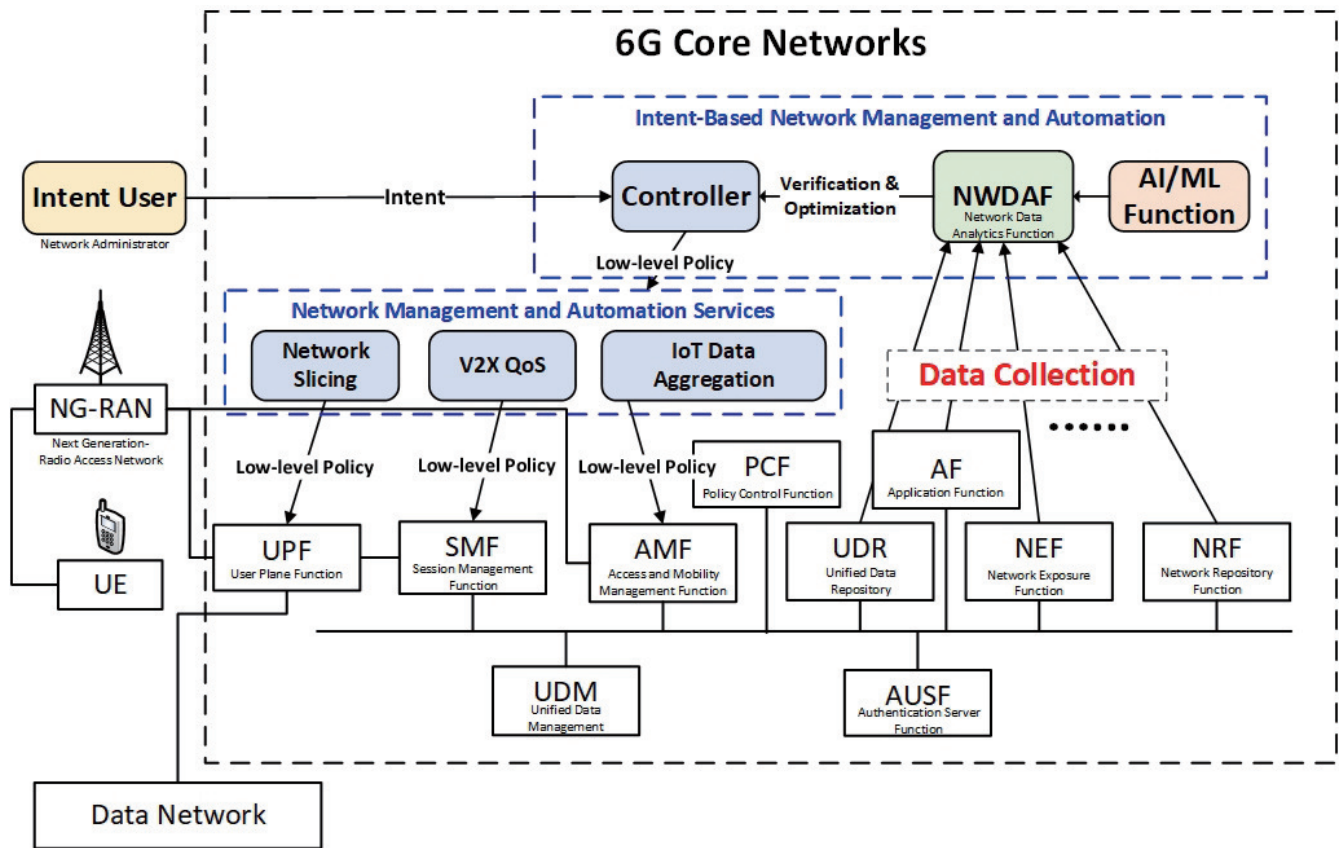 6G Core Networks
Intent-Based Network Management and Automation
Intent User
Network Administrator
Intent
Controller
Verification &
Optimization
NWDAF
Network Data
Analytics Function
AI/ML
Function
Low-level Policy
Network Management and Automation Services
Network
Slicing
V2X QoS
IoT Data
Aggregation
Data Collection
......
NG-RAN
Next Generation-
Radio Access Network
Low-level Policy
Low-level Policy
Low-level Policy
PCF
Policy Control Function
AF
Application Function
UPF
User Plane Function
SMF
Session Management
Function
AMF
Access and Mobility
Management Function
UDR
Unified Data
Repository
NEF
Network Exposure
Function
NRF
Network Repository
Function
UE
UDM
Unified Data
Management
AUSF
Authentication Server
Function
Data Network